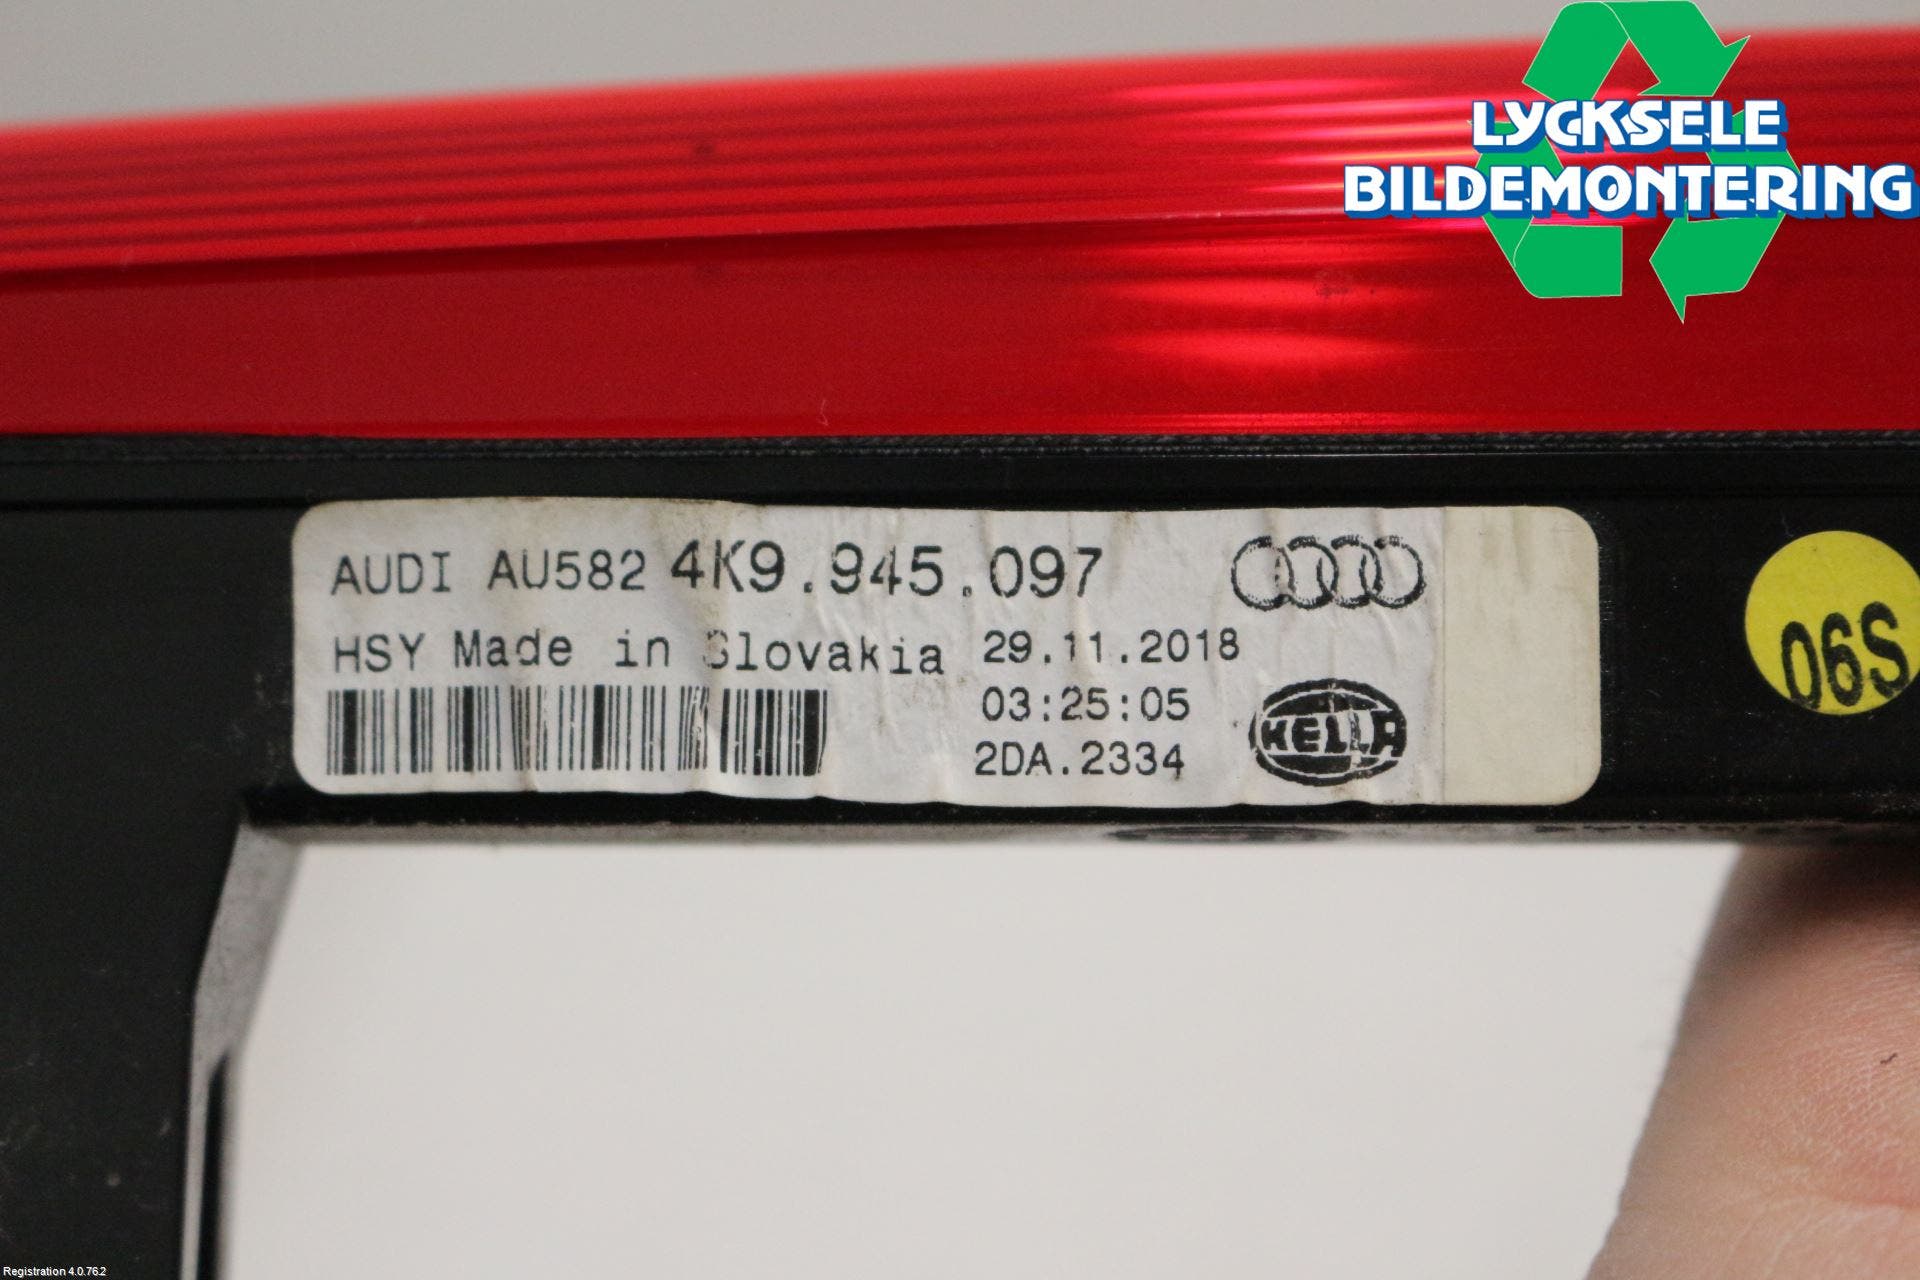 LYCKSELE
BILDEMONTERING
AUDI AU582 4K9.945.097
HSY Made in Slovakia 29.11.2018
03:25:05
2DA.2334
HELLA
06S
Registration 4.0.76.2